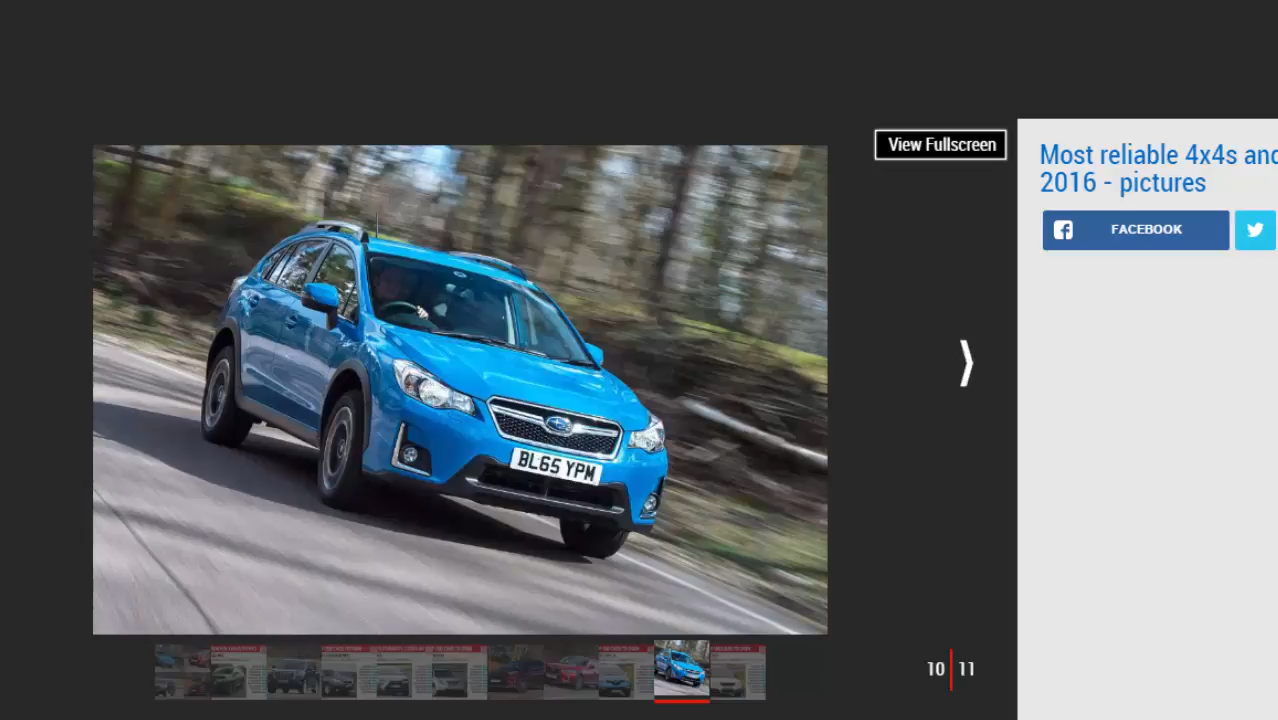 View Fullscreen
Most reliable 4x4s and
2016 - pictures
FACEBOOK
BL65 YPM
10 11